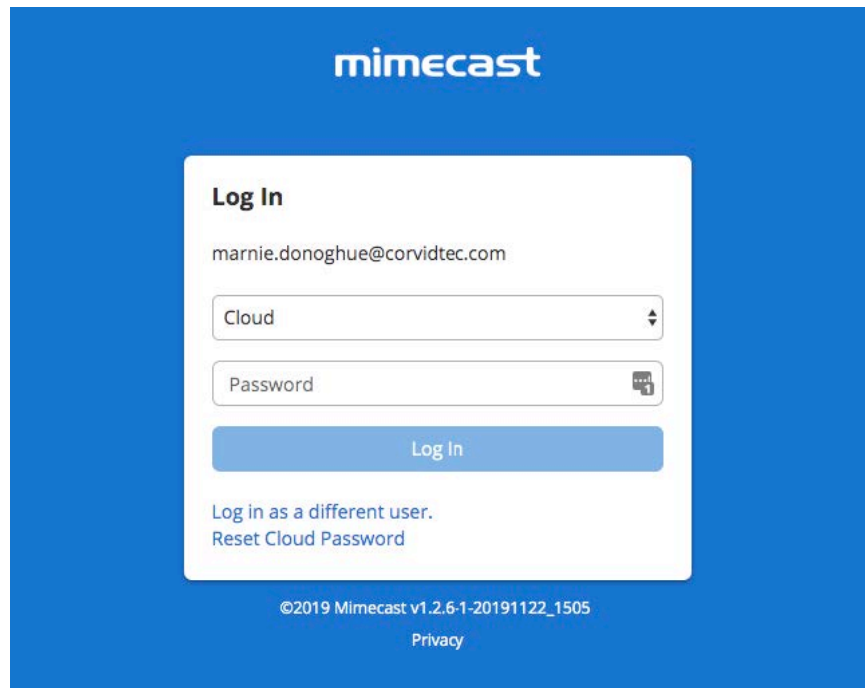 mimecast
Log In
marnie.donoghue@corvidtec.com
Cloud
Password
1
Log In
Log in as a different user.
Reset Cloud Password
©2019 Mimecast v1.2.6-1-20191122_1505
Privacy